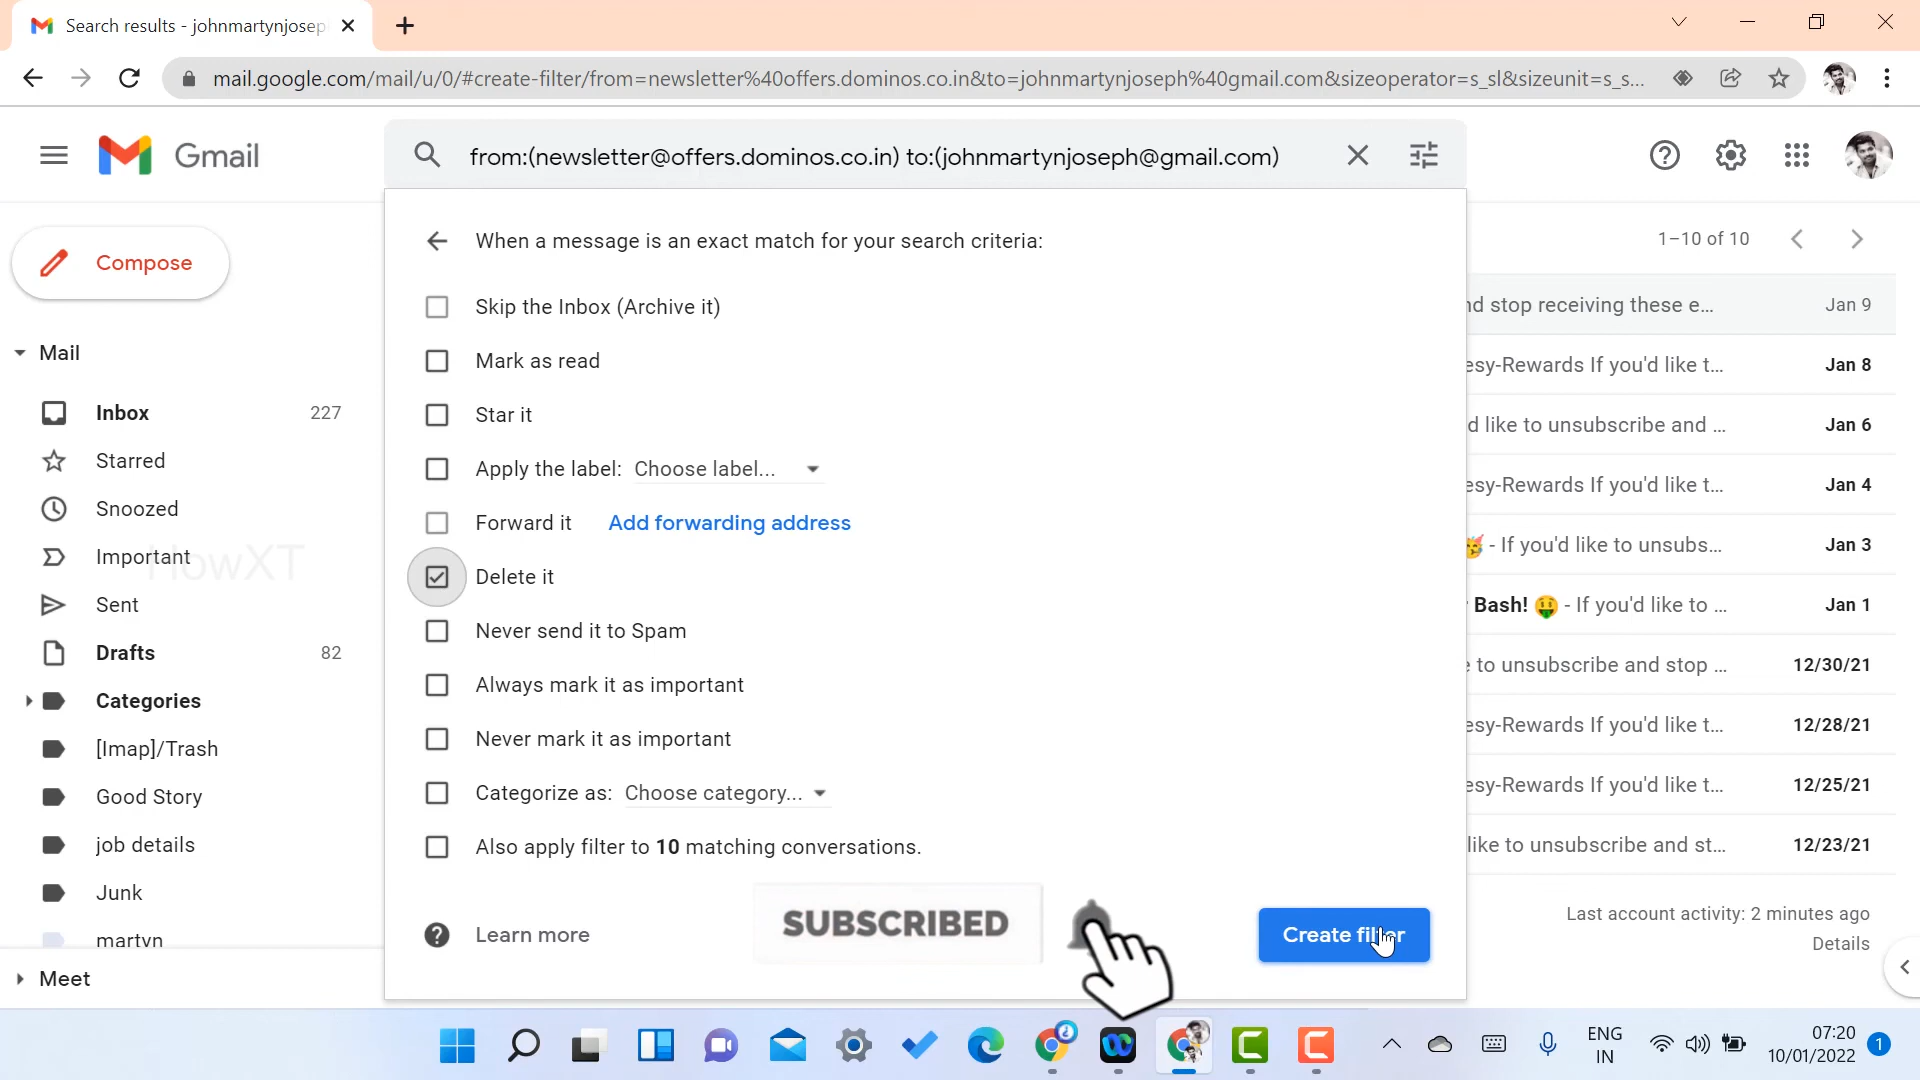 Search results - johnmartynjosep
mail.google.com/mail/u/0/#create-filter/from=newsletter%40offers.dominos.co.in&to=johnmartynjoseph%40gmail.com&sizeoperator=s_sl&sizeunit=s_s...
Gmail
from:(newsletter@offers.dominos.co.in) to:(johnmartynjoseph@gmail.com)
When a message is an exact match for your search criteria:
Skip the Inbox (Archive it)
Mark as read
Star it
Apply the label: Choose label...
Forward it Add forwarding address
Delete it
Never send it to Spam
Always mark it as important
Never mark it as important
Categorize as: Choose category...
Also apply filter to 10 matching conversations.
Learn more
SUBSCRIBED
Create filter
Compose
Mail
Inbox 227
Starred
Snoozed
Important
HowXT
Sent
Drafts 82
Categories
[Imap]/Trash
Good Story
job details
Junk
martyn
Meet
1–10 of 10
nd stop receiving these e... Jan 9
esy-Rewards If you'd like t... Jan 8
d like to unsubscribe and ... Jan 6
esy-Rewards If you'd like t... Jan 4
- If you'd like to unsubs... Jan 3
Bash! 🤑 - If you'd like to ... Jan 1
to unsubscribe and stop ... 12/30/21
esy-Rewards If you'd like t... 12/28/21
esy-Rewards If you'd like t... 12/25/21
like to unsubscribe and st... 12/23/21
Last account activity: 2 minutes ago
Details
ENG
IN
07:20
10/01/2022
1